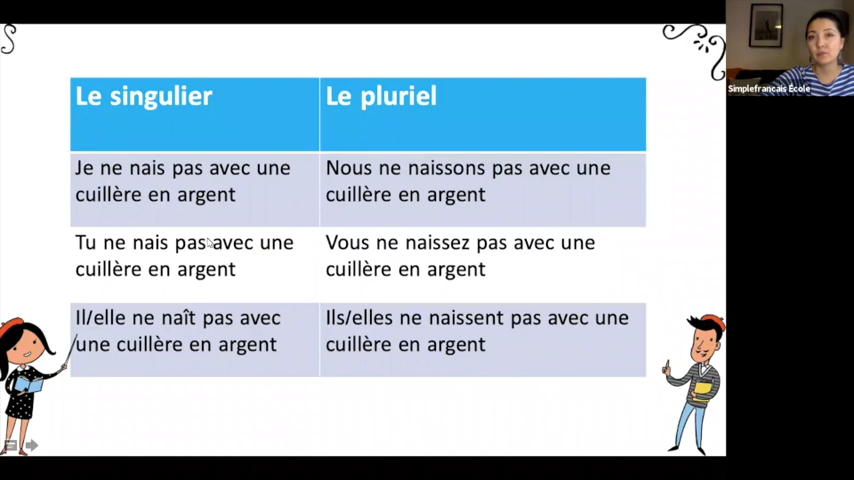 Le singulier
Le pluriel
Je ne nais pas avec une
cuillère en argent
Nous ne naissons pas avec une
cuillère en argent
Tu ne nais pas avec une
cuillère en argent
Vous ne naissez pas avec une
cuillère en argent
Il/elle ne naît pas avec
une cuillère en argent
Ils/elles ne naissent pas avec une
cuillère en argent
Simplefrancais École